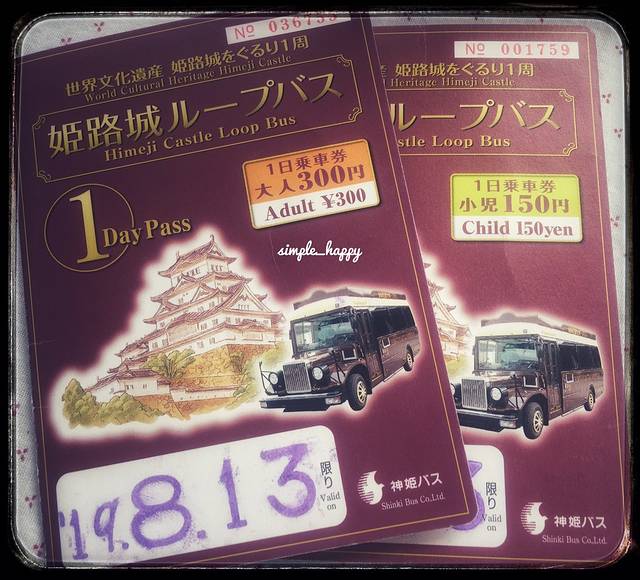 No 036735
世界文化遺産 姫路城をぐるり1周
World Cultural Heritage Himeji Castle
姫路城ループバス
Himeji Castle Loop Bus
1日乗車券
大人300円
Adult ¥300
1 Day Pass
simple_happy
'19.8.13
限り
Valid on
神姫バス
Shinki Bus Co.,Ltd.
No 001759
姫路城をぐるり1周
Heritage Himeji Castle
ループバス
stle Loop Bus
1日乗車券
小児150円
Child 150yen
限り
Valid on
神姫バス
Shinki Bus Co.,Ltd.